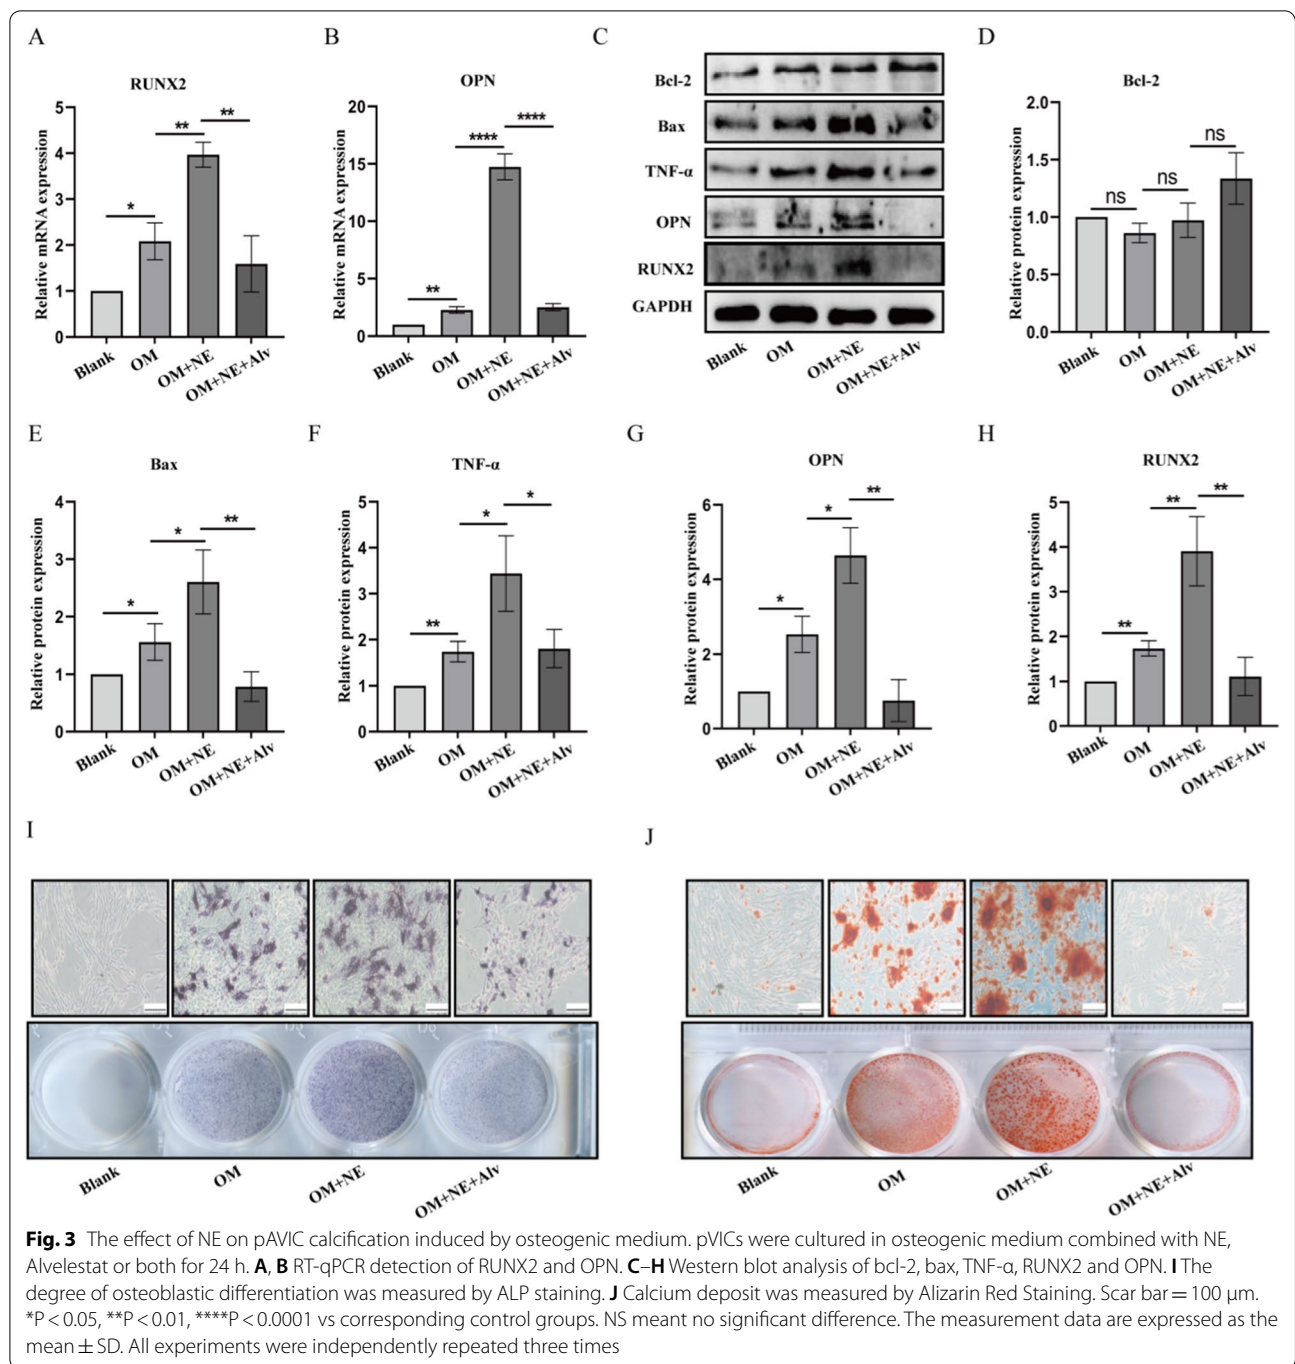 A
RUNX2
Relative mRNA expression
5
4
3
2
1
0
*
**
**
Blank
OM
OM+NE
OM+NE+Alv
B
OPN
Relative mRNA expression
20
15
10
5
0
**
****
****
Blank
OM
OM+NE
OM+NE+Alv
C
Bcl-2
Bax
TNF-α
OPN
RUNX2
GAPDH
Blank
OM
OM+NE
OM+NE+Alv
D
Bcl-2
Relative protein expression
2.0
1.5
1.0
0.5
0.0
ns
ns
ns
Blank
OM
OM+NE
OM+NE+Alv
E
Bax
Relative protein expression
4
3
2
1
0
*
*
**
Blank
OM
OM+NE
OM+NE+Alv
F
TNF-α
Relative protein expression
5
4
3
2
1
0
**
*
*
Blank
OM
OM+NE
OM+NE+Alv
G
OPN
Relative protein expression
6
4
2
0
*
*
**
Blank
OM
OM+NE
OM+NE+Alv
H
RUNX2
Relative protein expression
5
4
3
2
1
0
**
**
**
Blank
OM
OM+NE
OM+NE+Alv
I
Blank
OM
OM+NE
OM+NE+Alv
J
Blank
OM
OM+NE
OM+NE+Alv
Fig. 3 The effect of NE on pAVIC calcification induced by osteogenic medium. pVICs were cultured in osteogenic medium combined with NE,
Alvelestat or both for 24 h. A, B RT-qPCR detection of RUNX2 and OPN. C–H Western blot analysis of bcl-2, bax, TNF-α, RUNX2 and OPN. I The
degree of osteoblastic differentiation was measured by ALP staining. J Calcium deposit was measured by Alizarin Red Staining. Scar bar = 100 μm.
*P < 0.05, **P < 0.01, ****P < 0.0001 vs corresponding control groups. NS meant no significant difference. The measurement data are expressed as the
mean ± SD. All experiments were independently repeated three times